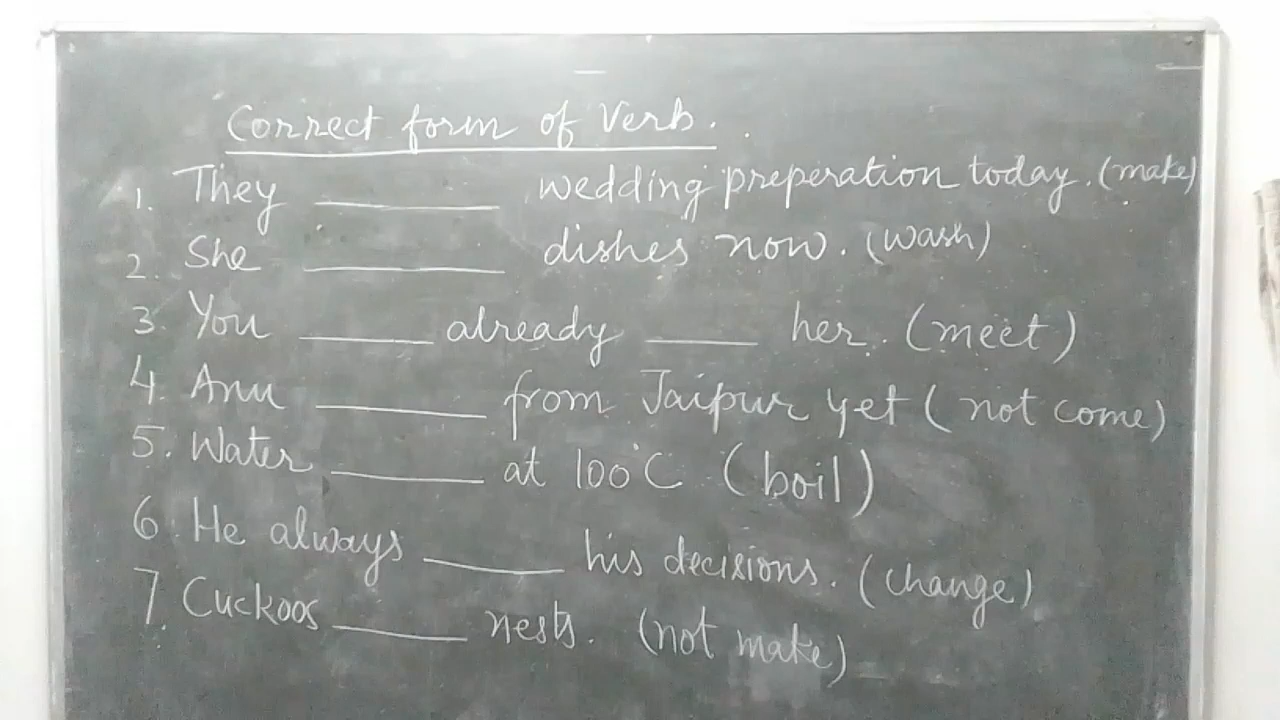 Correct form of Verb.
1. They ________ wedding preperation today. (make)
2. She ________ dishes now. (wash)
3. You ______ already _____ her. (meet)
4. Anu ________ from Jaipur yet (not come)
5. Water _______ at 100°C (boil)
6. He always ______ his decisions. (change)
7. Cuckoos ______ nests. (not make)